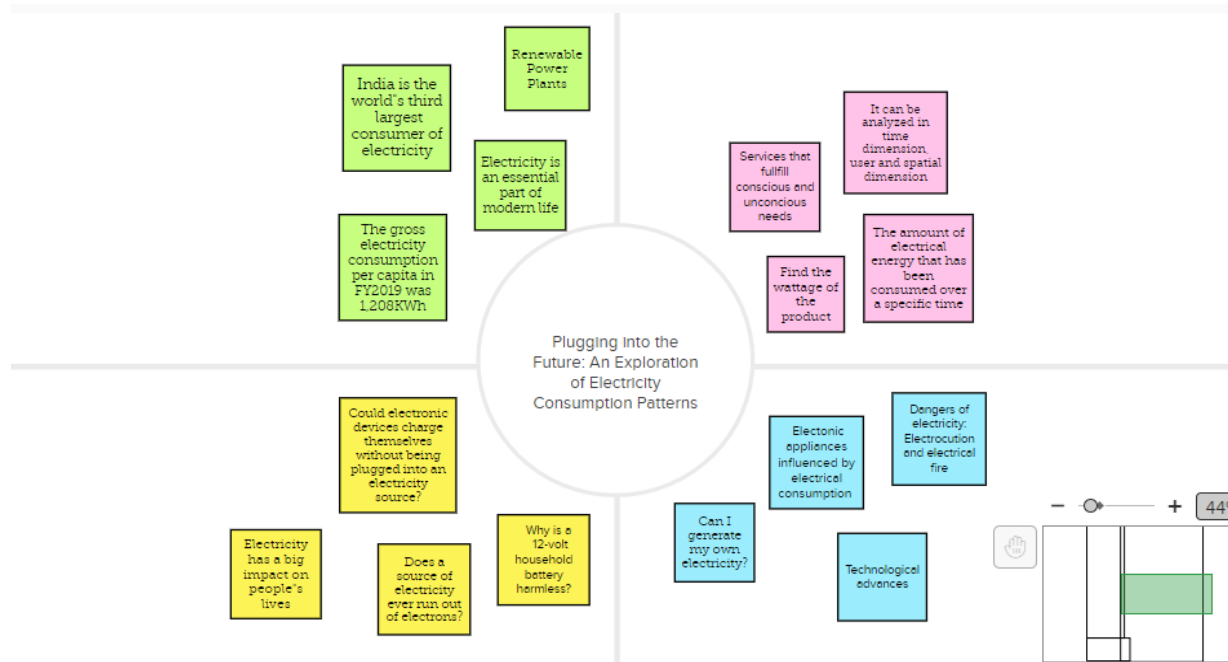 Renewable
Power
Plants
India is the
world"s third
largest
consumer of
electricity
Electricity is
an essential
part of
modern life
The gross
electricity
consumption
per capita in
FY2019 was
1,208KWh
It can be
analyzed in
time
dimension,
user and spatial
dimension
Services that
fullfill
conscious and
unconcious
needs
The amount of
electrical
energy that has
been
consumed over
a specific time
Find the
wattage of
the
product
Plugging into the
Future: An Exploration
of Electricity
Consumption Patterns
Could electronic
devices charge
themselves
without being
plugged into an
electricity
source?
Electricity
has a big
impact on
people"s
lives
Does a
source of
electricity
ever run out
of electrons?
Why is a
12-volt
household
battery
harmless?
Dangers of
electricity:
Electrocution
and electrical
fire
Electonic
appliances
influenced by
electrical
consumption
Can I
generate
my own
electricity?
Technological
advances
44